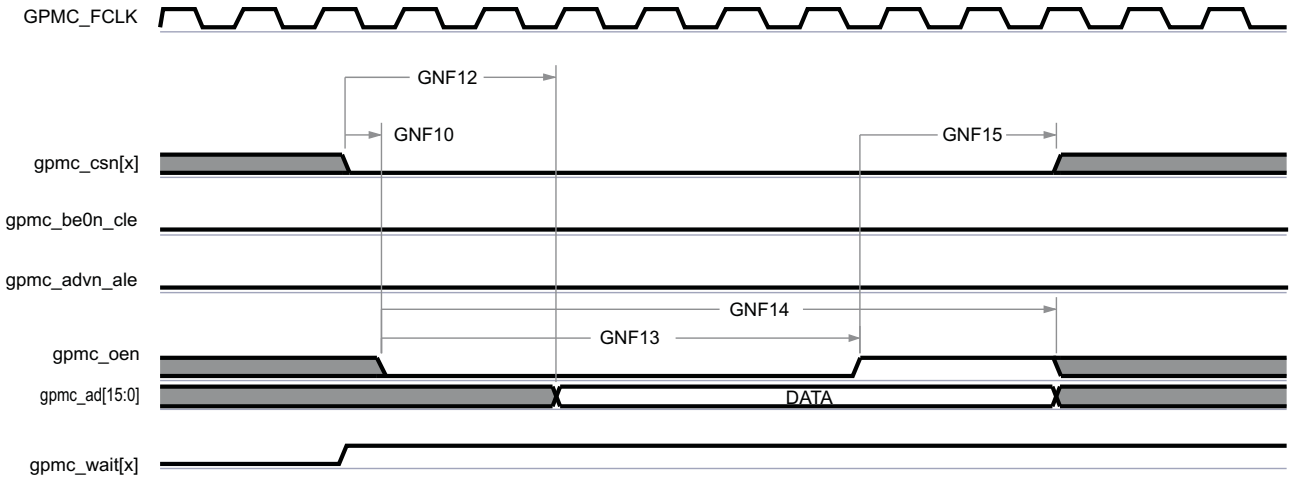 GPMC_FCLK
GNF12
GNF10
GNF15
gpmc_csn[x]
gpmc_be0n_cle
gpmc_advn_ale
GNF14
GNF13
gpmc_oen
gpmc_ad[15:0]
DATA
gpmc_wait[x]